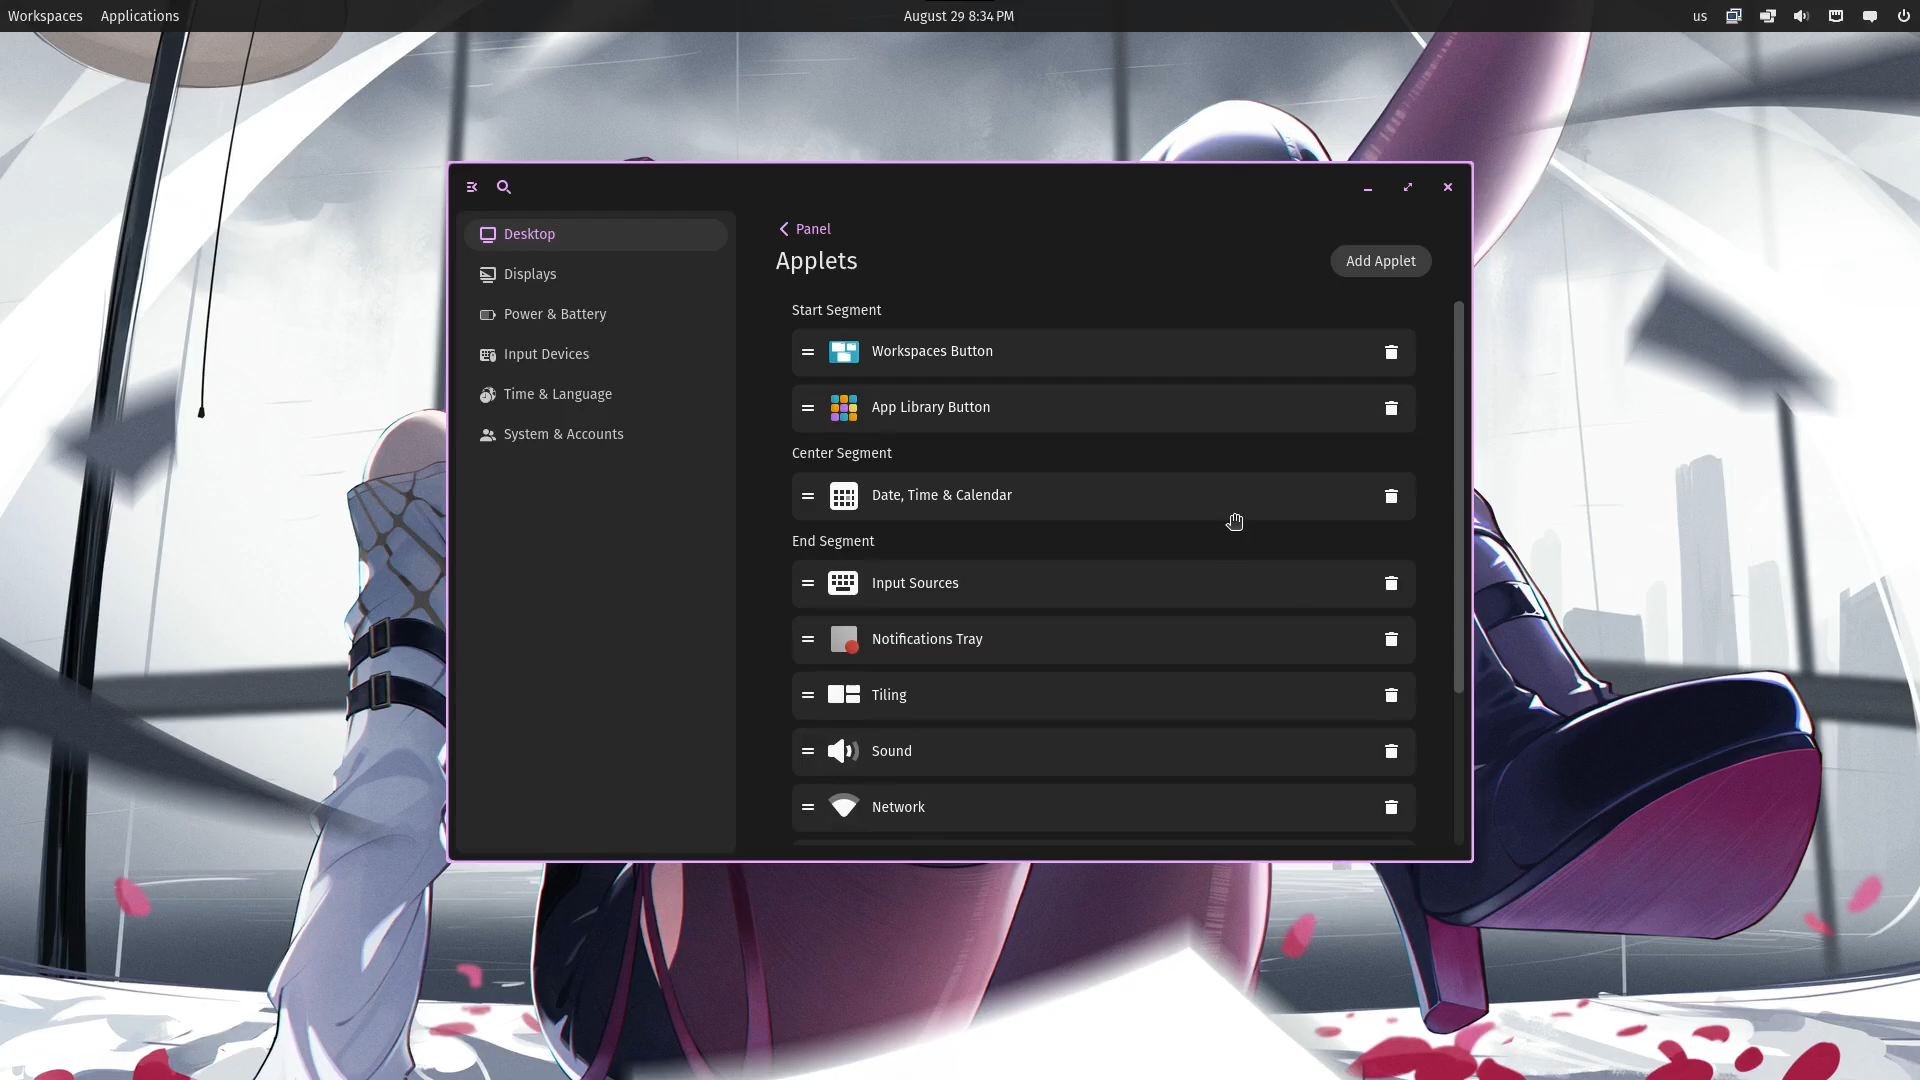 Workspaces Applications August 29 8:34 PM us
Panel
Applets
Add Applet
Desktop
Displays
Power & Battery
Input Devices
Time & Language
System & Accounts
Start Segment
Workspaces Button
App Library Button
Center Segment
Date, Time & Calendar
End Segment
Input Sources
Notifications Tray
Tiling
Sound
Network